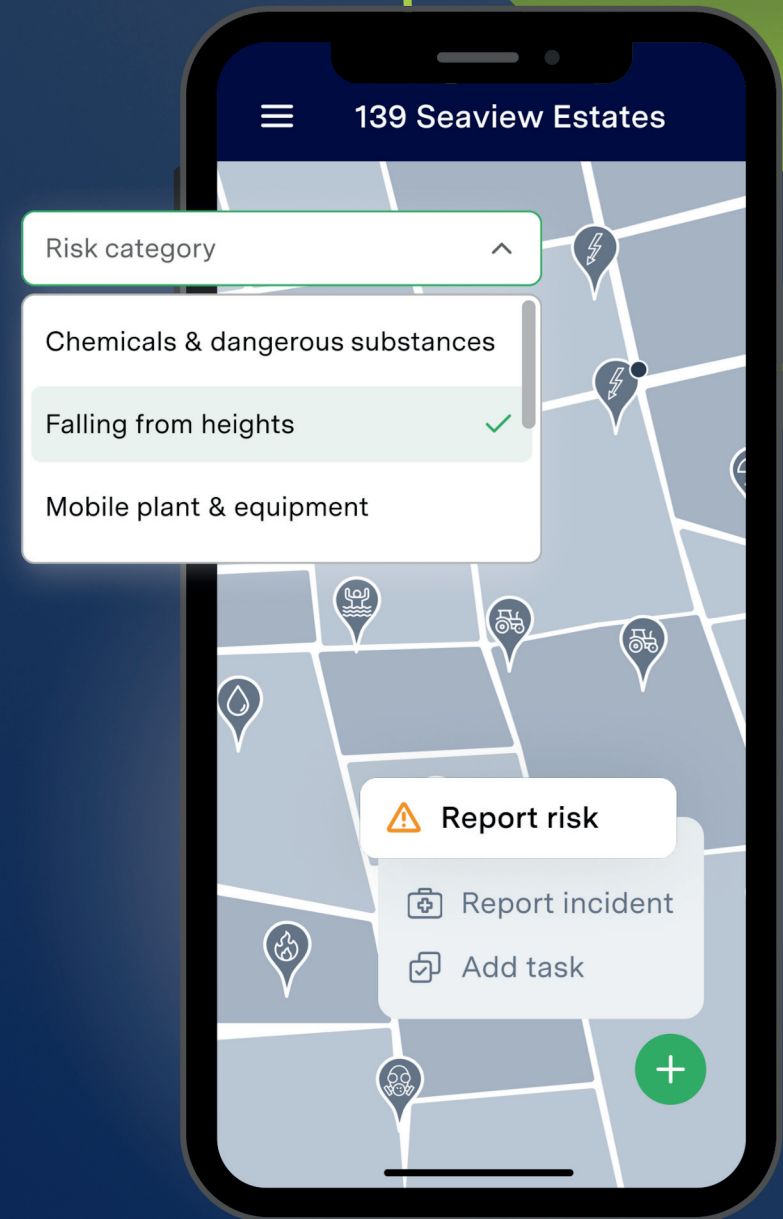 139 Seaview Estates
Risk category
Chemicals & dangerous substances
Falling from heights
Mobile plant & equipment
Report risk
Report incident
Add task